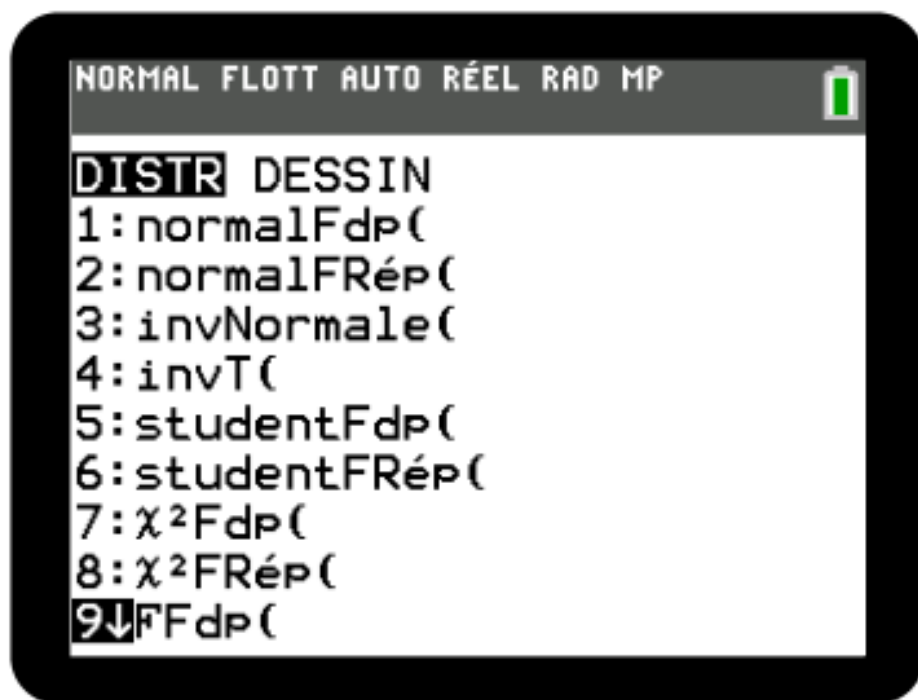 NORMAL FLOTT AUTO RÉEL RAD MP
DISTR DESSIN
1:normalFdp(
2:normalFRép(
3:invNormale(
4:invT(
5:studentFdp(
6:studentFRép(
7:χ²Fdp(
8:χ²FRép(
9↓FFdp(